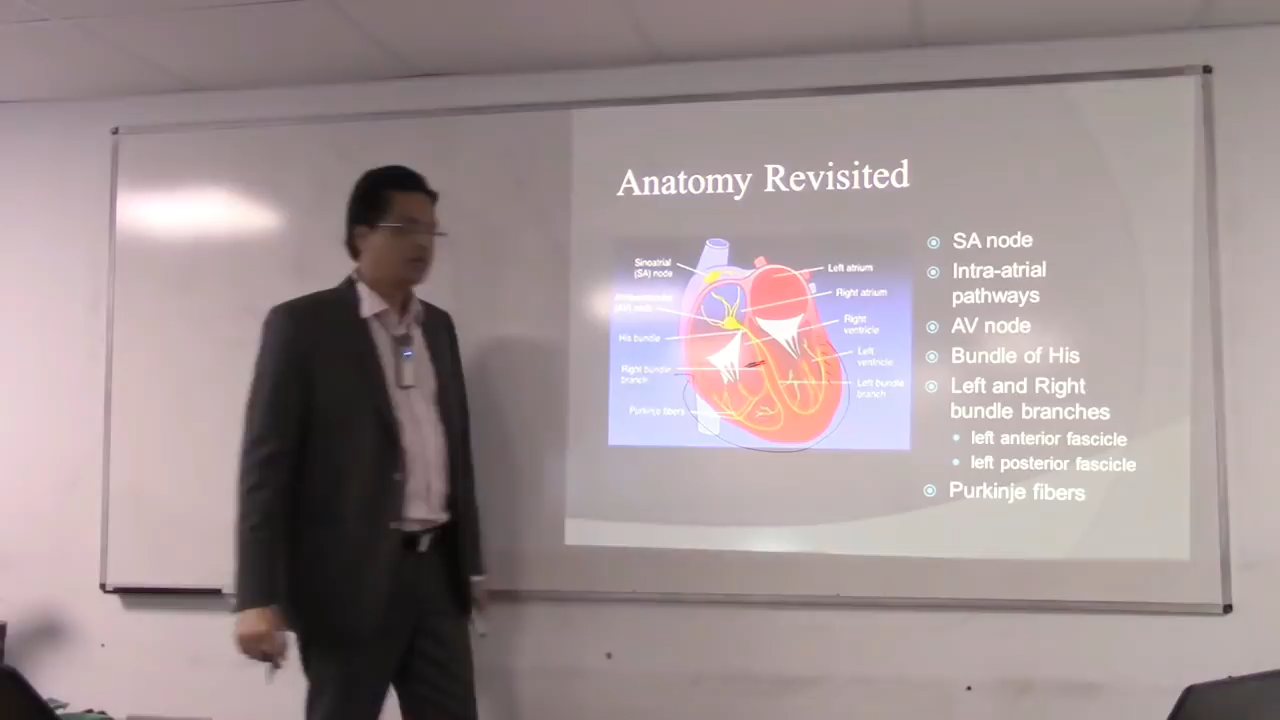 Anatomy Revisited
Sinoatrial
(SA) node
His bundle
Right bundle
branch
Purkinje fibers
Left atrium
Right atrium
Right
ventricle
Left
ventricle
Left bundle
branch
SA node
Intra-atrial
pathways
AV node
Bundle of His
Left and Right
bundle branches
left anterior fascicle
left posterior fascicle
Purkinje fibers